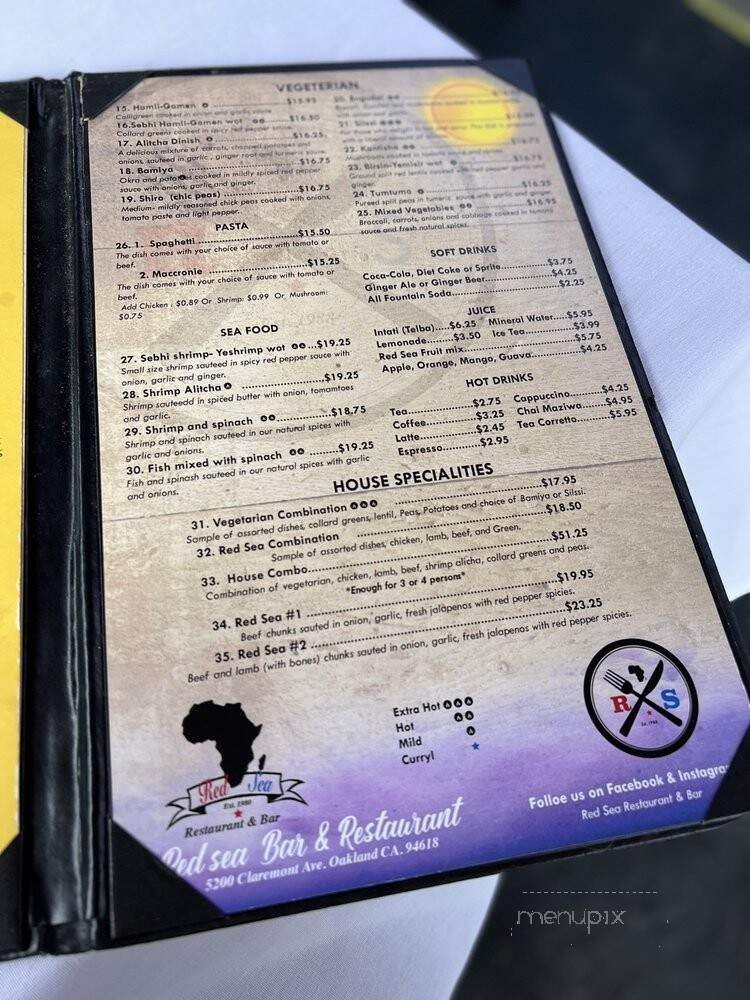 VEGETERIAN
15. Hamli-Gomen $15.95
Colligreen cooked in onion and garlic sauce
16.Sebhi Hamli-Gomen wot $16.50
Collard greens cooked in spicy red pepper sauce.
17. Alitcha Dinish $16.25.
A delicious mixture of carrots, chopped potatoes and
onions, sauteed in garlic , ginger root and turmeric sauce.
18. Bamiya $16.75
Okra and potatoes cooked in mildly spiced red pepper
sauce with onions, garlic,and ginger.
19. Shiro (chic peas) $16.75
Medium- mildly seasoned chick peas cooked with onions,
tomato paste and light pepper.
22. Kantisha
Mushroom cooked in
23. Birsin-Yemisir wot $16.75
Ground split red lentils cooked with red pepper garlic
ginger.
24. Tumtumo $16.25
Pureed split peas in tumeric sauce with garlic and ginger
25. Mixed Vegetables $16.95
Broccoli, carrots, onions and cabbage cooked in tomato
sauce and fresh natural spices.
PASTA
26. 1. Spaghetti $15.50
The dish comes with your choice of sauce with tomato or
beef.
2. Maccronie $15.25
The dish comes with your choice of sauce with tomato or
beef.
Add Chicken : $0.89 Or Shrimp: $0.99 Or Mushroom:
$0.75
SEA FOOD
27. Sebhi shrimp- Yeshrimp wot ...$19.25
Small size shrimp sauteed in spicy red pepper sauce with
onion, garlic and ginger.
28. Shrimp Alitcha $19.25
Shrimp sauteedd in spiced butter with onion, tomamtoes
and garlic.
29. Shrimp and spinach $18.75
Shrimp and spinach sauteed in our natural spices with
garlic and onions.
30. Fish mixed with spinach $19.25
Fish and spinash sauteed in our natural spices with garlic
and onions.
SOFT DRINKS
Coca-Cola, Diet Coke or Sprite $3.75
Ginger Ale or Ginger Beer $4.25
All Fountain Soda $2.25
JUICE
Intati (Telba)....$6.25 Mineral Water....$5.95
Lemonade $3.50 Ice Tea $3.99
Red Sea Fruit mix $5.75
Apple, Orange, Mango, Guava $4.25
HOT DRINKS
Tea $2.75 Cappuccino $4.25
Coffee $3.25 Chai Maziwa $4.95
Latte $2.45 Tea Corretto $5.95
Espresso $2.95
HOUSE SPECIALITIES
31. Vegetarian Combination $17.95
Sample of assorted dishes, collard greens, lentil, Peas, Potatoes and choice of Bamiya or Silssi.
32. Red Sea Combination $18.50
Sample of assorted dishes, chicken, lamb, beef, and Green.
33. House Combo $51.25
Combination of vegetarian, chicken, lamb, beef, shrimp alicha, collard greens and peas.
*Enough for 3 or 4 persons*
34. Red Sea #1 $19.95
Beef chunks sauted in onion, garlic, fresh jalapenos with red pepper spicies.
35. Red Sea #2 $23.25
Beef and lamb (with bones) chunks sauted in onion, garlic, fresh jalapenos with red pepper spicies.
Extra Hot
Hot
Mild
Curryl
R S
Est. 1980
Red Sea
Est. 1980
Restaurant & Bar
Folloe us on Facebook & Instagra
Red Sea Restaurant & Bar
Red sea Bar & Restaurant
5200 Claremont Ave. Oakland CA. 94618
menupix